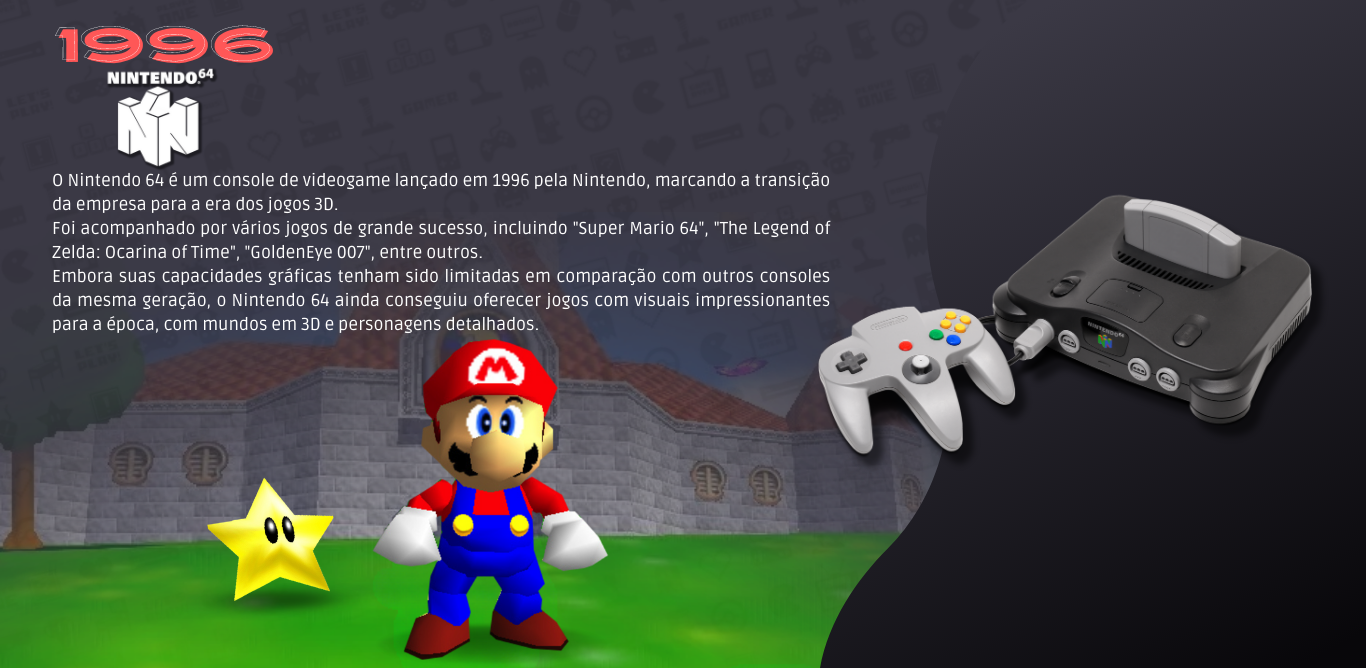 1996
NINTENDO64
O Nintendo 64 é um console de videogame lançado em 1996 pela Nintendo, marcando a transição
da empresa para a era dos jogos 3D.
Foi acompanhado por vários jogos de grande sucesso, incluindo "Super Mario 64", "The Legend of
Zelda: Ocarina of Time", "GoldenEye 007", entre outros.
Embora suas capacidades gráficas tenham sido limitadas em comparação com outros consoles
da mesma geração, o Nintendo 64 ainda conseguiu oferecer jogos com visuais impressionantes
para a época, com mundos em 3D e personagens detalhados.
M
NINTENDO64